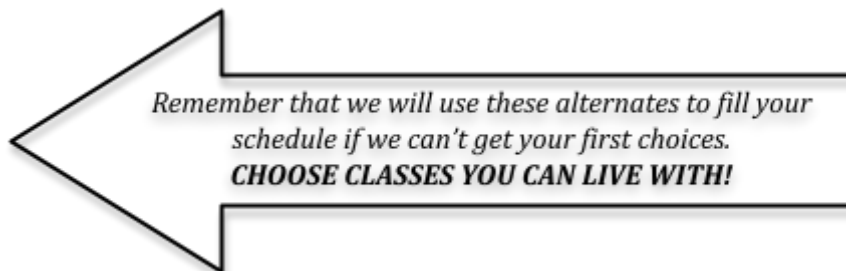 Remember that we will use these alternates to fill your
schedule if we can’t get your first choices.
CHOOSE CLASSES YOU CAN LIVE WITH!